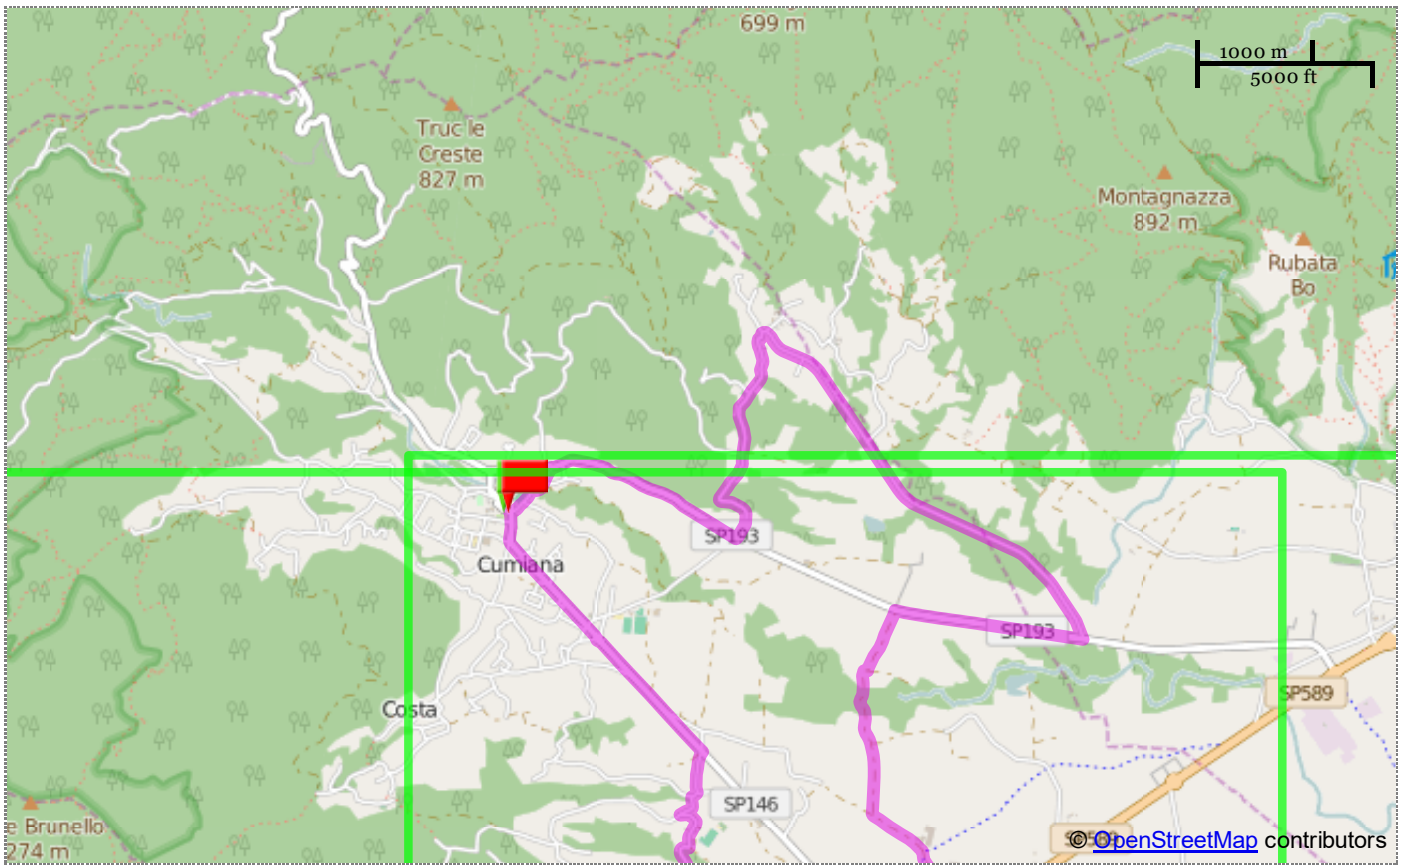 699 m
1000 m
5000 ft
Truc le
Creste
827 m
Montagnazza
892 m
Rubata
Bo
SP193
Cumiana
SP193
SP589
Costa
SP146
e Brunello
274 m
SP589
© OpenStreetMap contributors